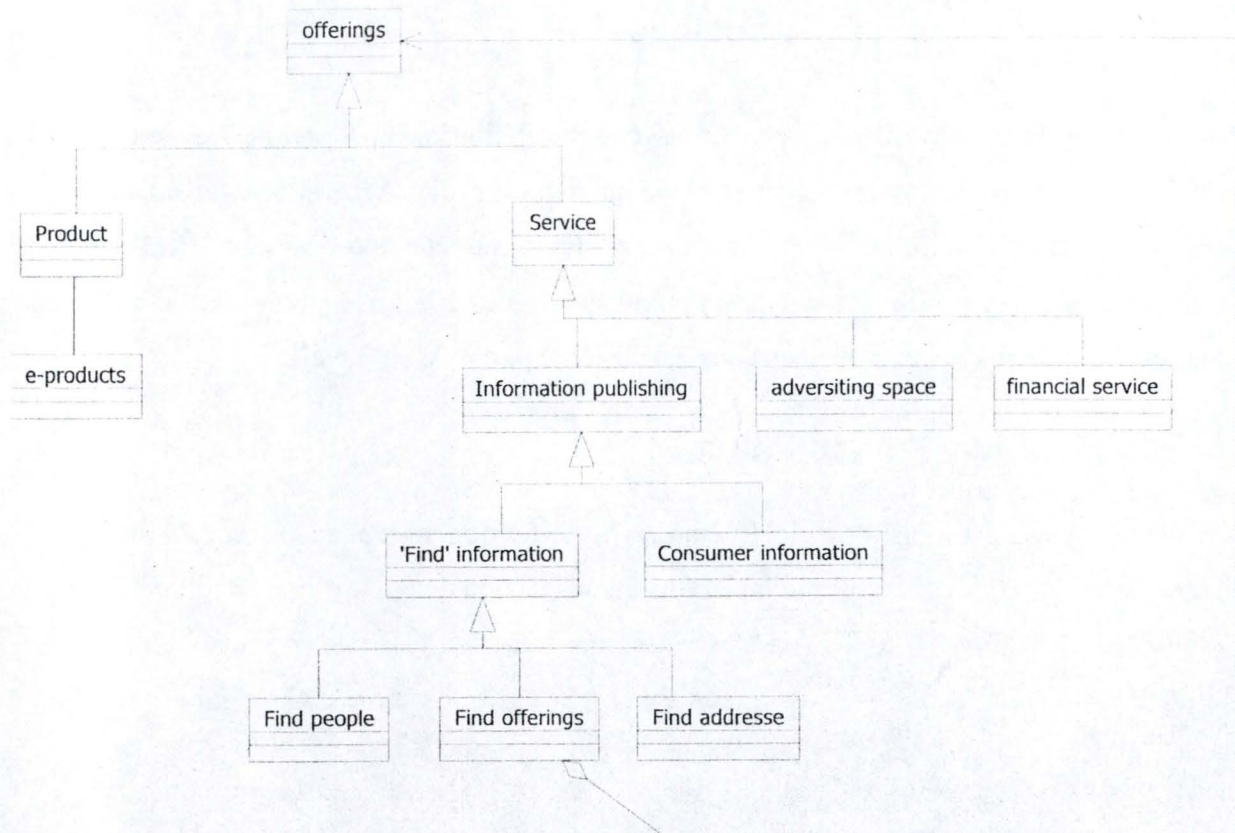 offerings
Product
Service
e-products
Information publishing
adversiting space
financial service
'Find' information
Consumer information
Find people
Find offerings
Find addresse